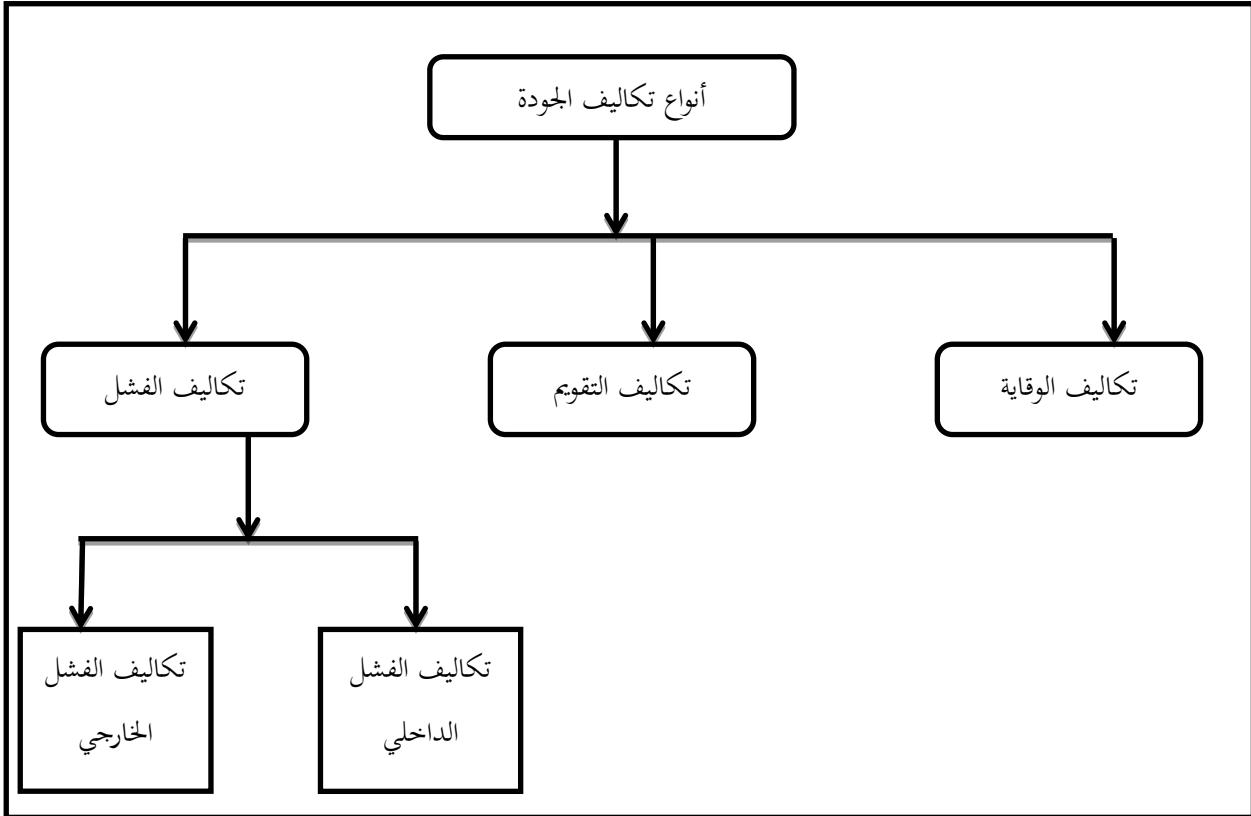 أنواع تكاليف الجودة
تكاليف الوقاية
تكاليف التقويم
تكاليف الفشل
تكاليف الفشل
الداخلي
تكاليف الفشل
الخارجي